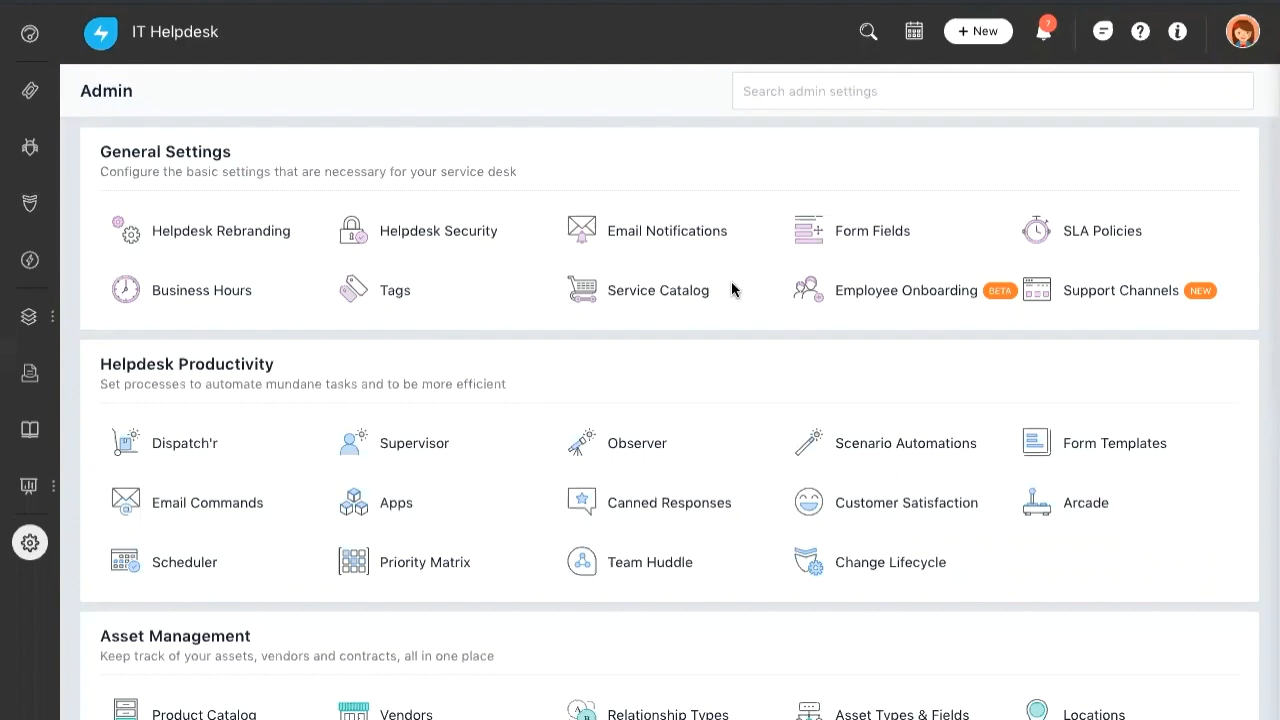 IT Helpdesk
+ New
7
Admin
Search admin settings
General Settings
Configure the basic settings that are necessary for your service desk
Helpdesk Rebranding
Helpdesk Security
Email Notifications
Form Fields
SLA Policies
Business Hours
Tags
Service Catalog
Employee Onboarding BETA
Support Channels NEW
Helpdesk Productivity
Set processes to automate mundane tasks and to be more efficient
Dispatch'r
Supervisor
Observer
Scenario Automations
Form Templates
Email Commands
Apps
Canned Responses
Customer Satisfaction
Arcade
Scheduler
Priority Matrix
Team Huddle
Change Lifecycle
Asset Management
Keep track of your assets, vendors and contracts, all in one place
Product Catalog
Vendors
Relationship Types
Asset Types & Fields
Locations